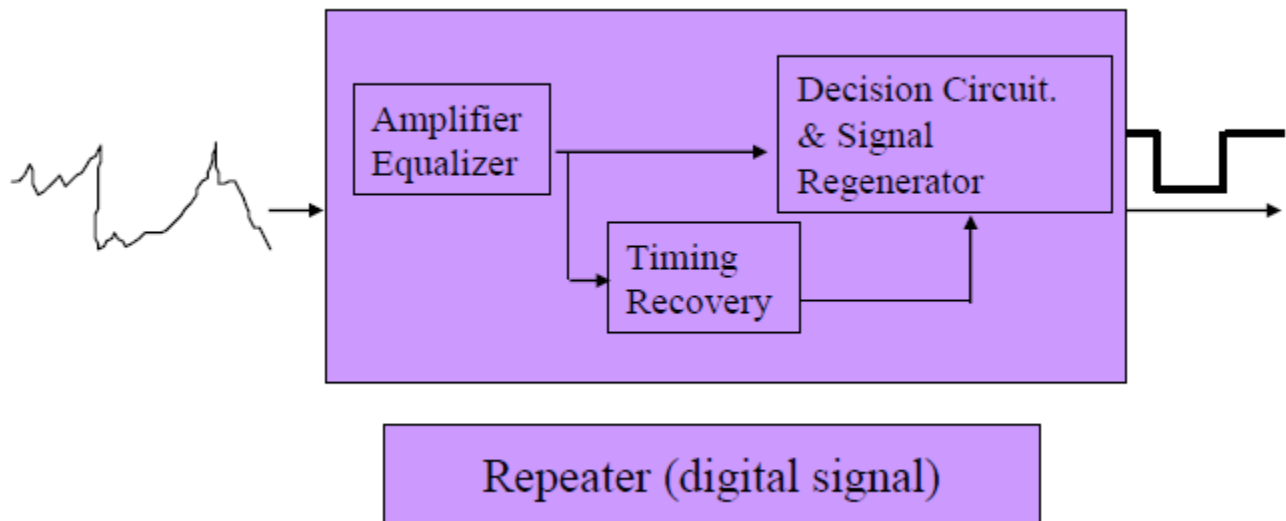 Amplifier
Equalizer
Decision Circuit.
& Signal
Regenerator
Timing
Recovery
Repeater (digital signal)